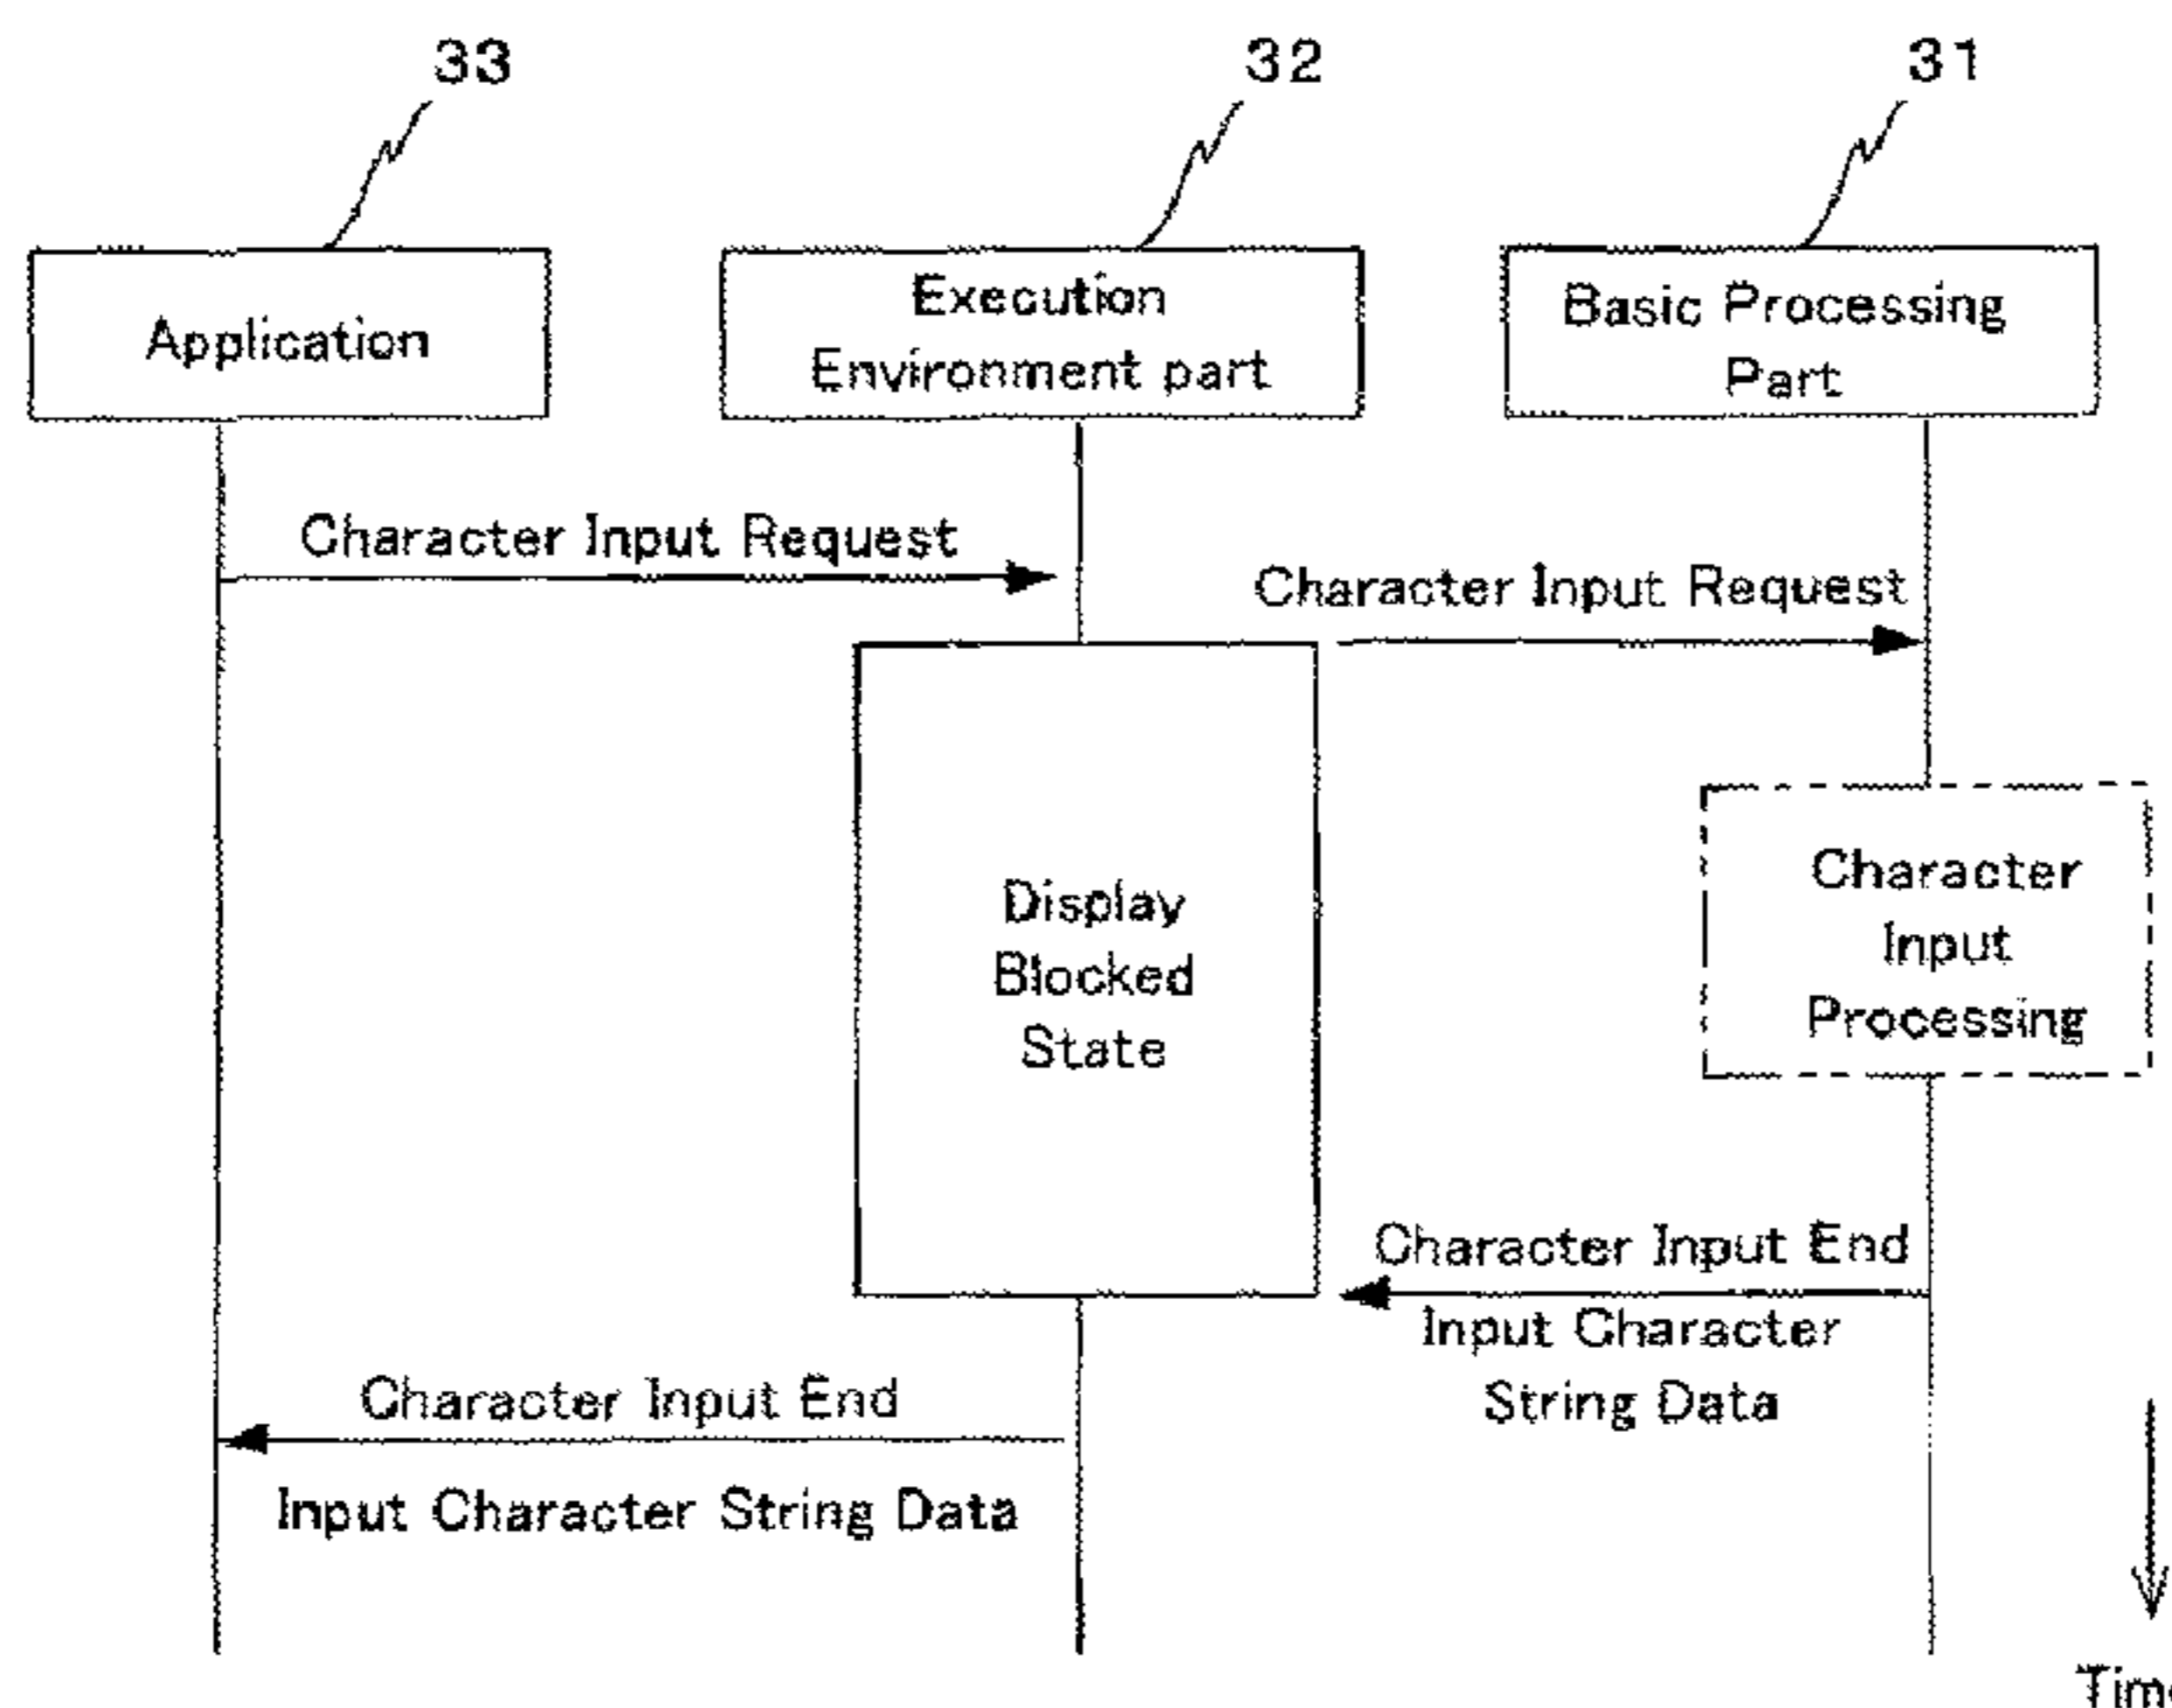 33
32
31
Application
Execution
Environment part
Basic Processing
Part
Character Input Request
Character Input Request
Display
Blocked
State
Character
Input
Processing
Character Input End
Input Character
String Data
Character Input End
Input Character String Data